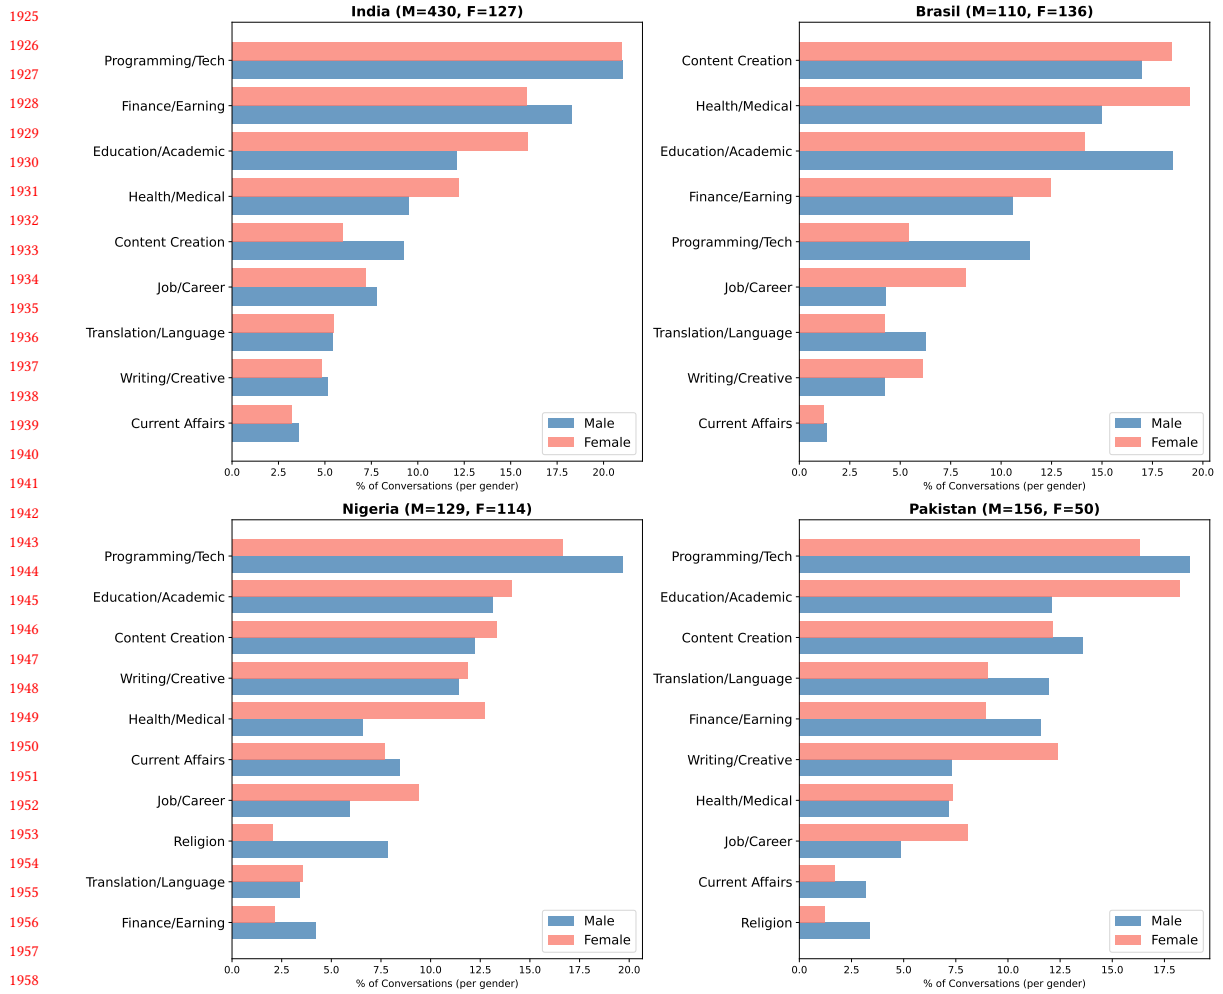 1925
1926
1927
1928
1929
1930
1931
1932
1933
1934
1935
1936
1937
1938
1939
1940
1941
1942
1943
1944
1945
1946
1947
1948
1949
1950
1951
1952
1953
1954
1955
1956
1957
1958
India (M=430, F=127)
Programming/Tech
Finance/Earning
Education/Academic
Health/Medical
Content Creation
Job/Career
Translation/Language
Writing/Creative
Current Affairs
Male
Female
0.0 2.5 5.0 7.5 10.0 12.5 15.0 17.5 20.0
% of Conversations (per gender)
Brasil (M=110, F=136)
Content Creation
Health/Medical
Education/Academic
Finance/Earning
Programming/Tech
Job/Career
Translation/Language
Writing/Creative
Current Affairs
Male
Female
0.0 2.5 5.0 7.5 10.0 12.5 15.0 17.5 20.0
% of Conversations (per gender)
Nigeria (M=129, F=114)
Programming/Tech
Education/Academic
Content Creation
Writing/Creative
Health/Medical
Current Affairs
Job/Career
Religion
Translation/Language
Finance/Earning
Male
Female
0.0 2.5 5.0 7.5 10.0 12.5 15.0 17.5 20.0
% of Conversations (per gender)
Pakistan (M=156, F=50)
Programming/Tech
Education/Academic
Content Creation
Translation/Language
Finance/Earning
Writing/Creative
Health/Medical
Job/Career
Current Affairs
Religion
Male
Female
0.0 2.5 5.0 7.5 10.0 12.5 15.0 17.5
% of Conversations (per gender)